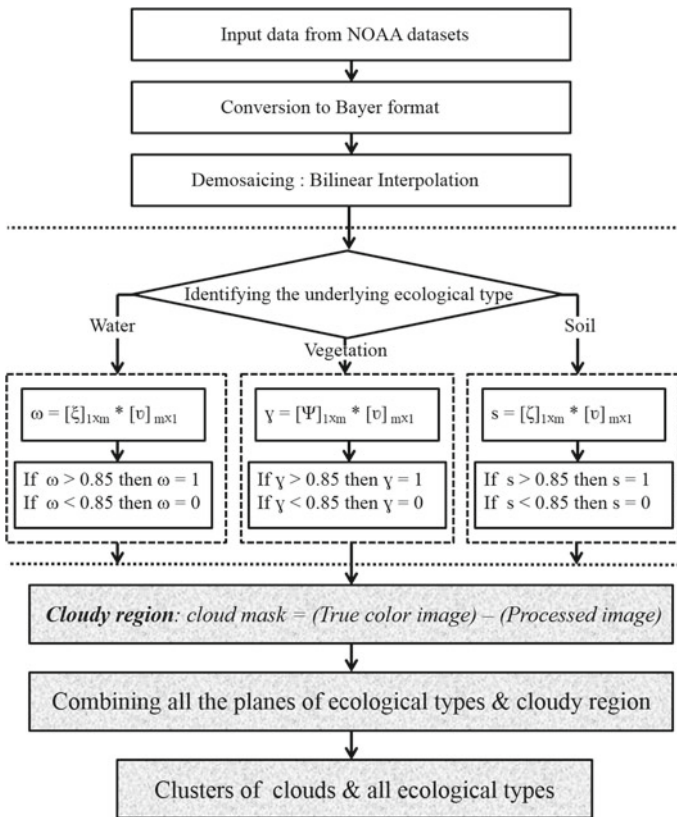 Input data from NOAA datasets
Conversion to Bayer format
Demosaicing : Bilinear Interpolation
Identifying the underlying ecological type
Water
Vegetation
Soil
ω = [ξ]1xm * [ʋ] mx1
If ω > 0.85 then ω = 1
If ω < 0.85 then ω = 0
ɣ = [Ψ]1xm * [ʋ] mx1
If ɣ > 0.85 then ɣ = 1
If ɣ < 0.85 then ɣ = 0
s = [ζ]1xm * [ʋ] mx1
If s > 0.85 then s = 1
If s < 0.85 then s = 0
Cloudy region: cloud mask = (True color image) – (Processed image)
Combining all the planes of ecological types & cloudy region
Clusters of clouds & all ecological types